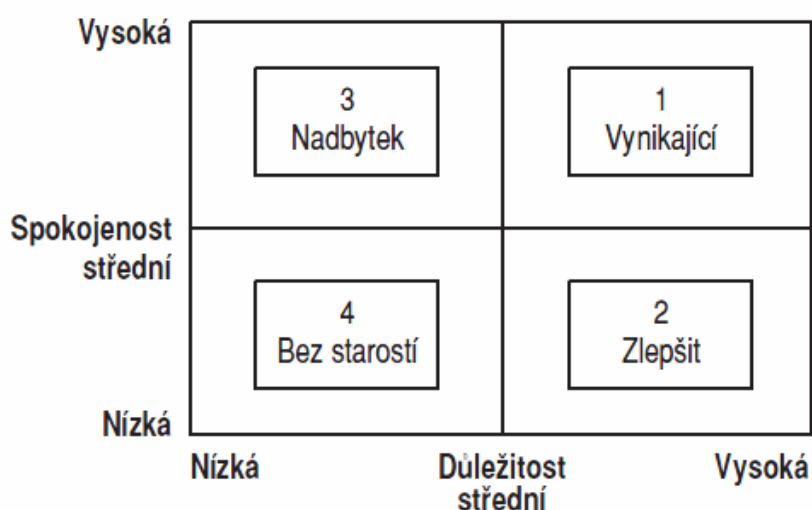 Vysoká
3
Nadbytek
1
Vynikající
Spokojenost
střední
4
Bez starostí
2
Zlepšit
Nízká
Nízká
Důležitost
střední
Vysoká